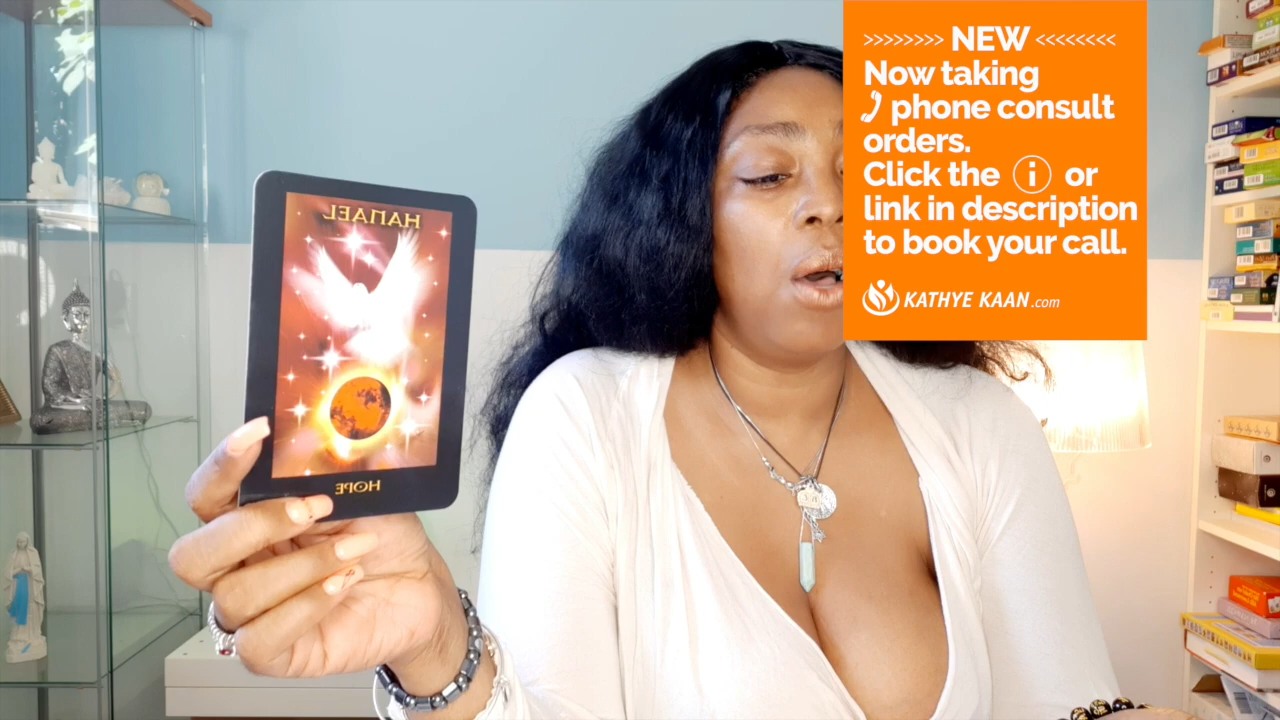 HANAEL
HOPE
>>>>>>>> NEW <<<<<<<<
Now taking
phone consult
orders.
Click the i or
link in description
to book your call.
KATHYE KAAN.com